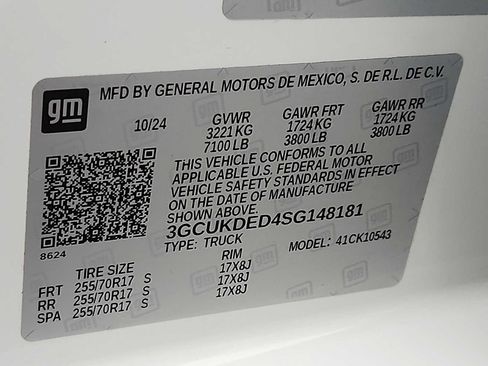 gm
MFD BY GENERAL MOTORS DE MEXICO, S. DE R.L. DE C.V.
10/24 GVWR GAWR FRT GAWR RR
3221 KG 1724 KG 1724 KG
7100 LB 3800 LB 3800 LB
THIS VEHICLE CONFORMS TO ALL
APPLICABLE U.S. FEDERAL MOTOR
VEHICLE SAFETY STANDARDS IN EFFECT
ON THE DATE OF MANUFACTURE
SHOWN ABOVE.
3GCUKDED4SG148181
8624
TYPE: TRUCK MODEL: 41CK10543
TIRE SIZE RIM
FRT 255/70R17 S 17X8J
RR 255/70R17 S 17X8J
SPA 255/70R17 S 17X8J